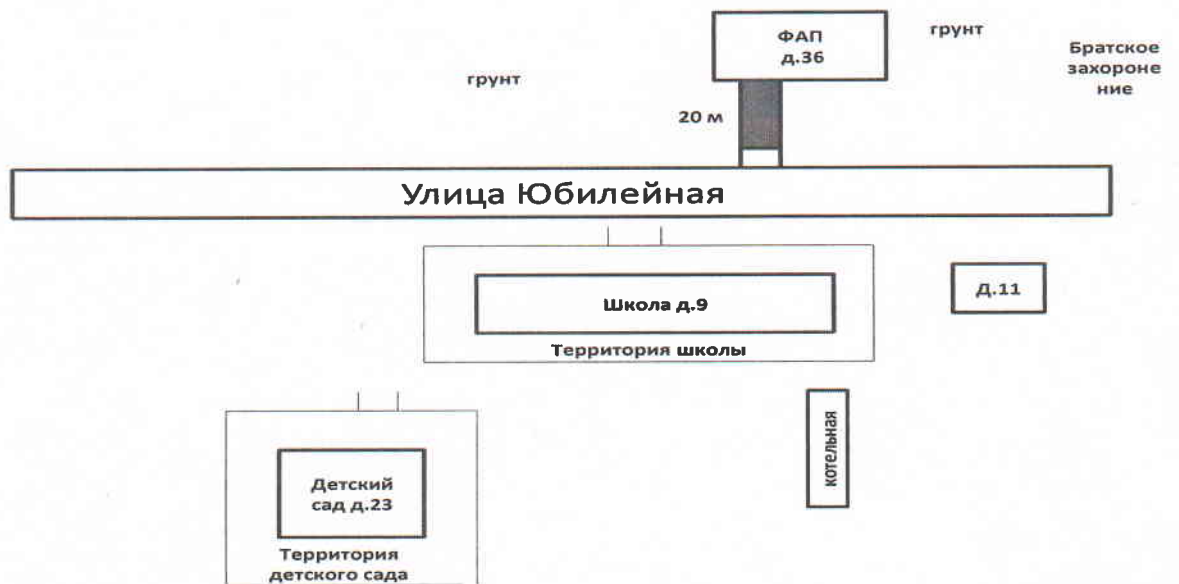 ФАП
д.36
грунт
Братское
захороне
ние
грунт
20 м
Улица Юбилейная
Школа д.9
Д.11
Территория школы
котельная
Детский
сад д.23
Территория
детского сада